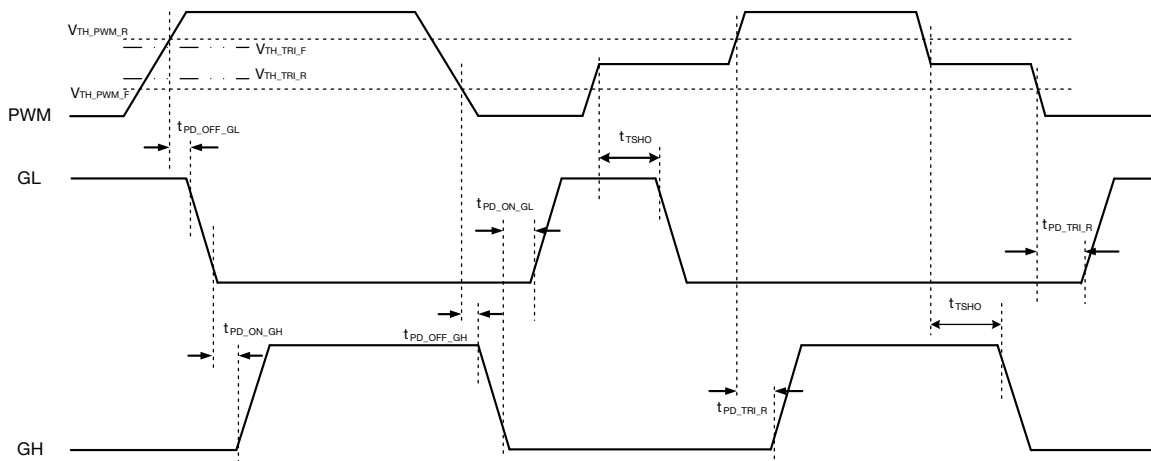 VTH_PWM_R
VTH_TRI_F
VTH_TRI_R
VTH_PWM_F
PWM
tPD_OFF_GL
tTSHO
GL
tPD_ON_GL
tPD_TRI_R
tTSHO
tPD_ON_GH
tPD_OFF_GH
tPD_TRI_R
GH